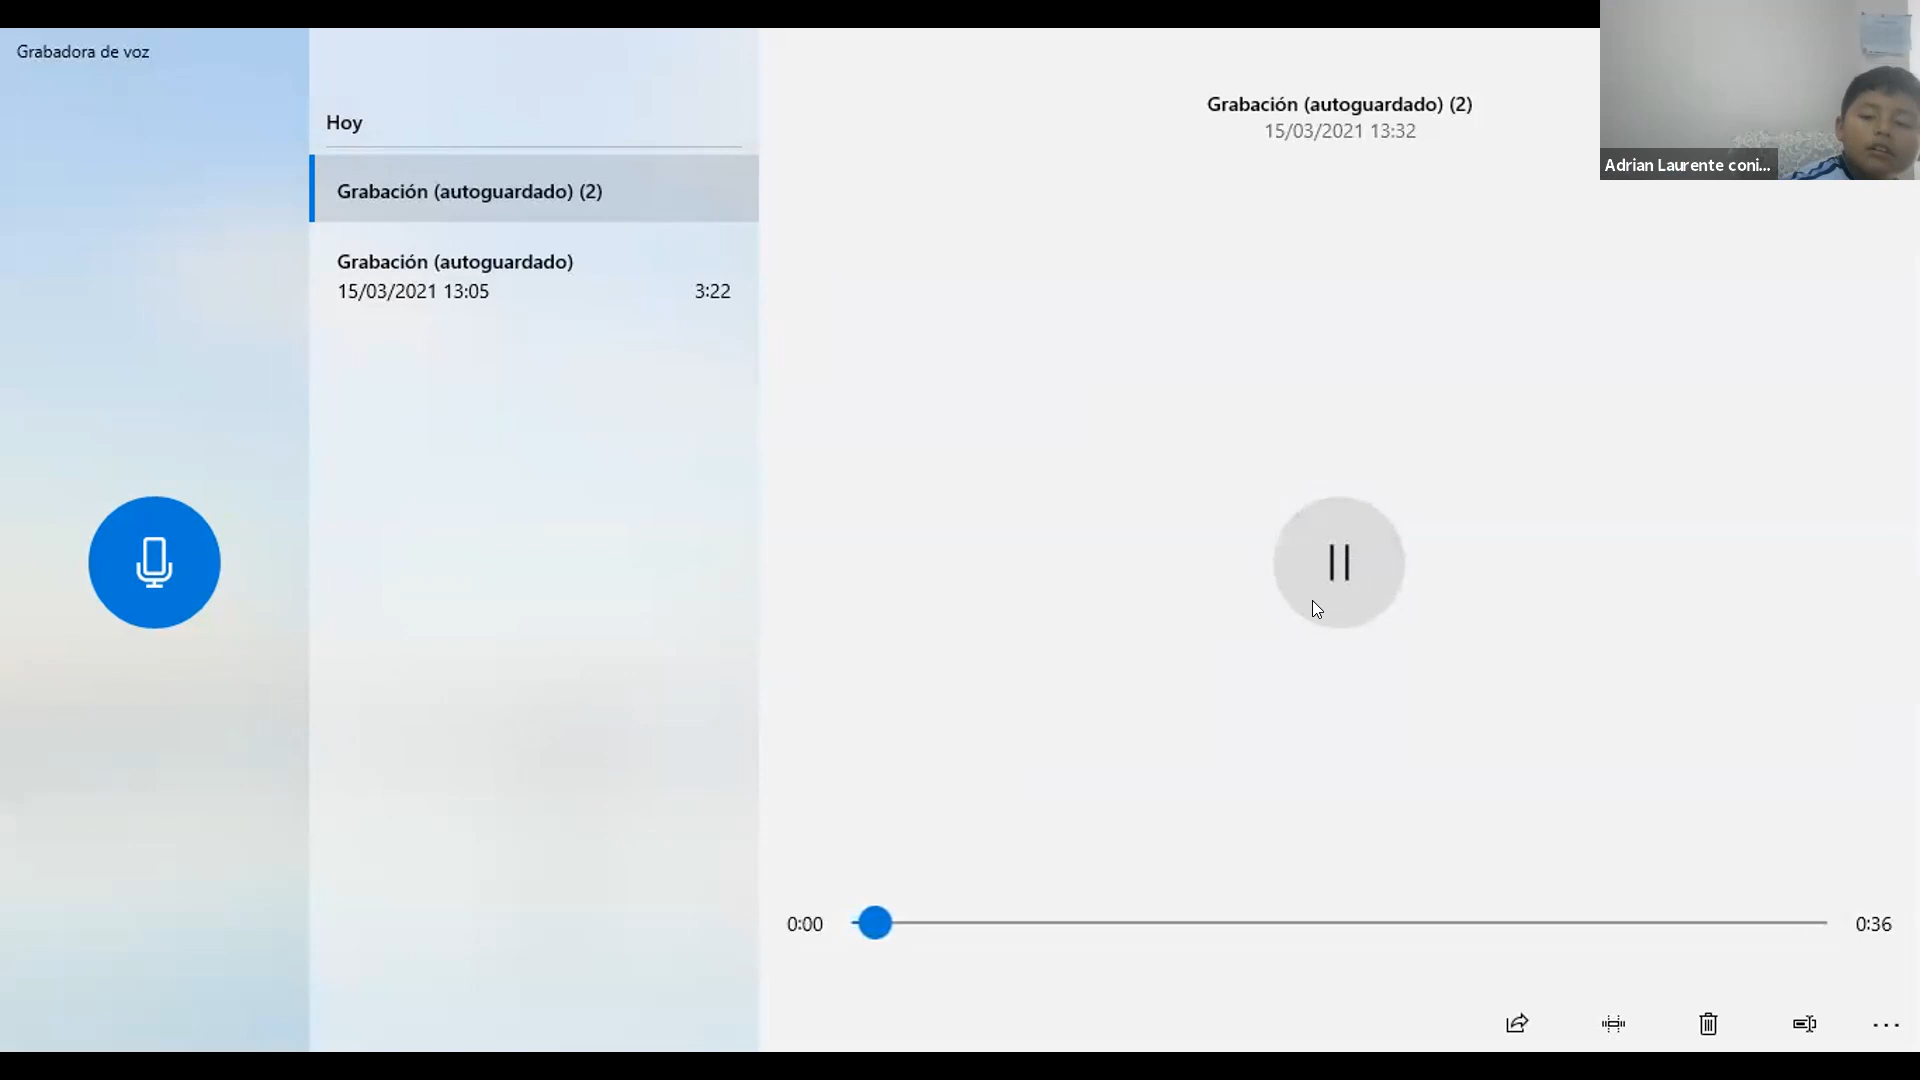 Grabadora de voz
Hoy
Grabación (autoguardado) (2)
Grabación (autoguardado)
15/03/2021 13:05 3:22
Grabación (autoguardado) (2)
15/03/2021 13:32
0:00 0:36
Adrian Laurente coni...